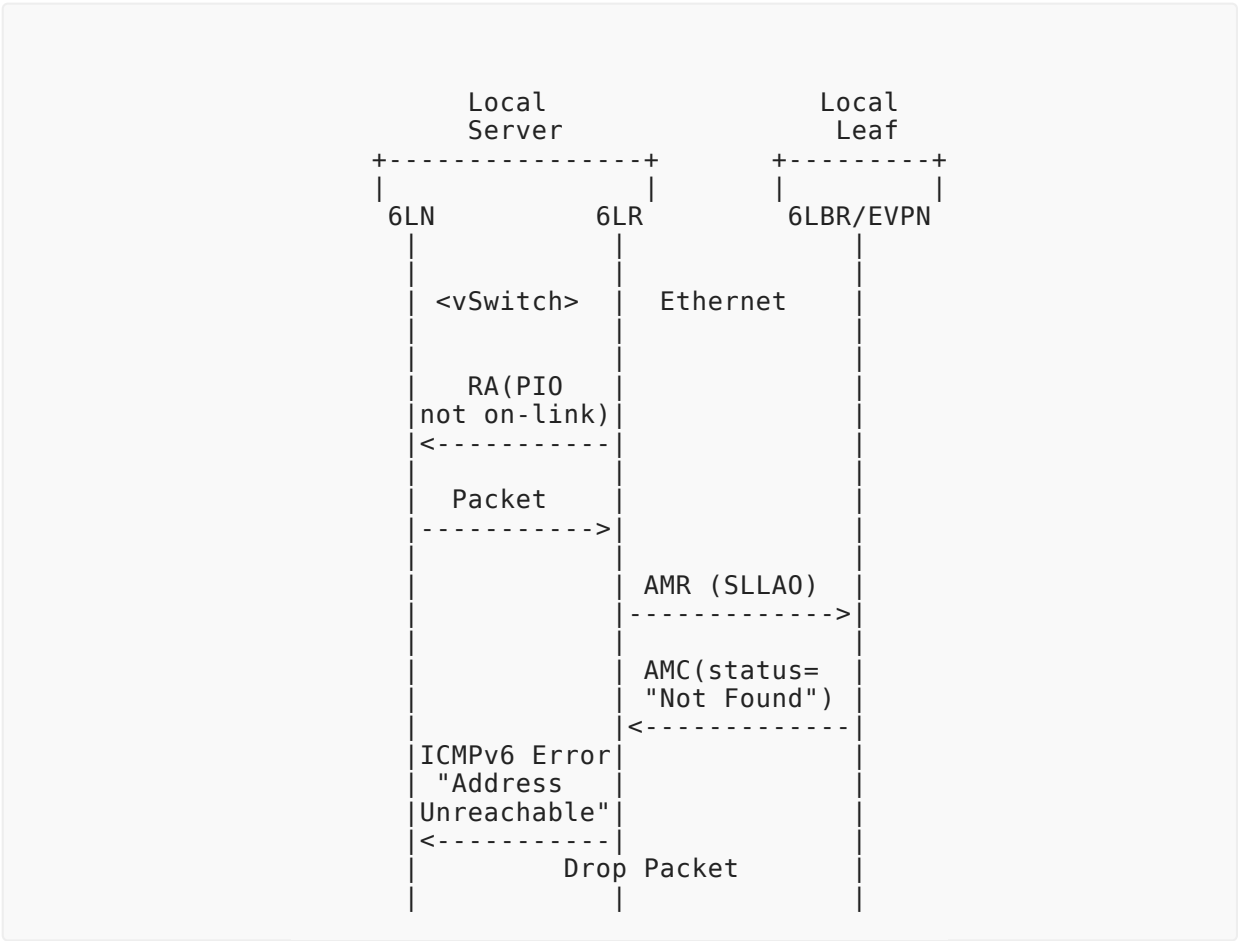 Local Local
Server Leaf
+----------------+ +---------+
| | | |
6LN 6LR 6LBR/EVPN
| | |
| | |
| <vSwitch> | Ethernet |
| | |
| | |
| RA(PIO | |
|not on-link)| |
|<-----------| |
| | |
| Packet | |
|----------->| |
| | |
| | AMR (SLLAO) |
| |------------->|
| | |
| | AMC(status= |
| | "Not Found") |
| |<-------------|
|ICMPv6 Error| |
| "Address | |
|Unreachable"| |
|<-----------| |
| Drop Packet |
| | |